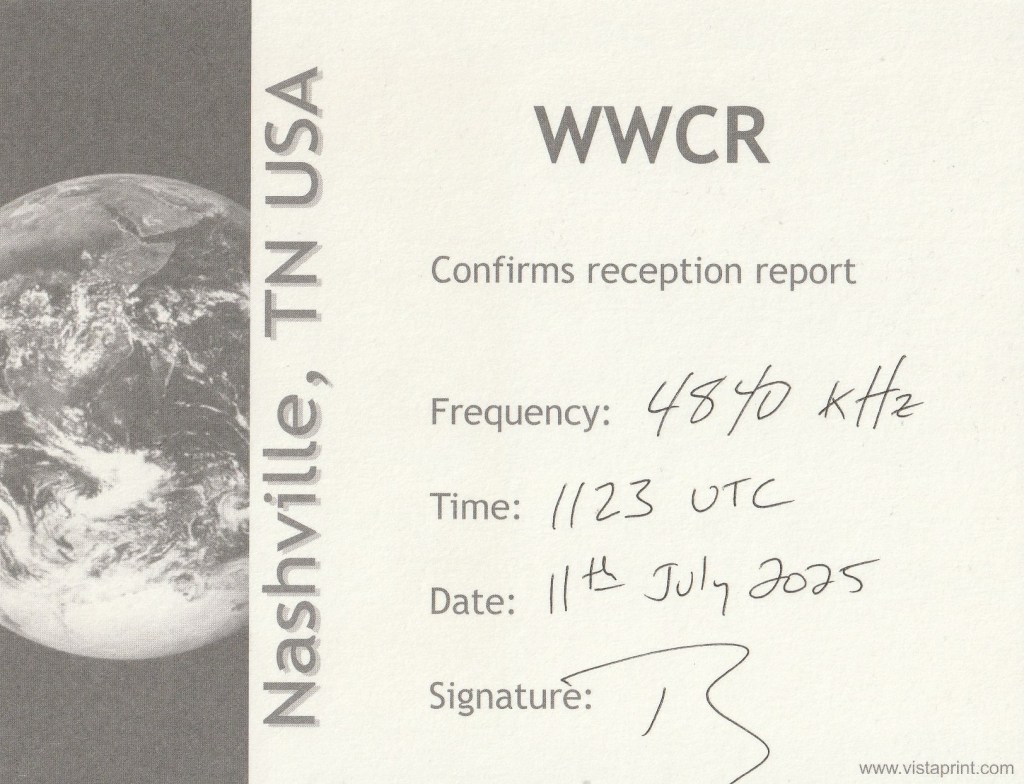 Nashville, TN USA
WWCR
Confirms reception report
Frequency: 4840 KHz
Time: 1123 UTC
Date: 11th July 2025
Signature:
www.vistaprint.com